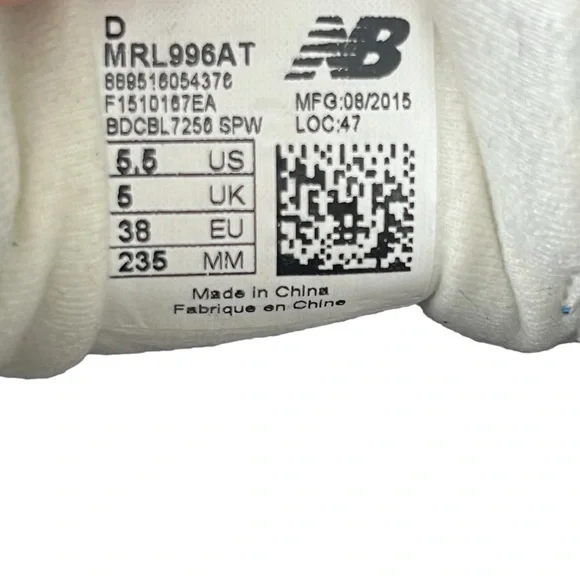 D
MRL996AT
889516054376
F1510167EA
BDCBL7256 SPW
NB
MFG:08/2015
LOC:47
5.5 US
5 UK
38 EU
235 MM
Made in China
Fabrique en Chine